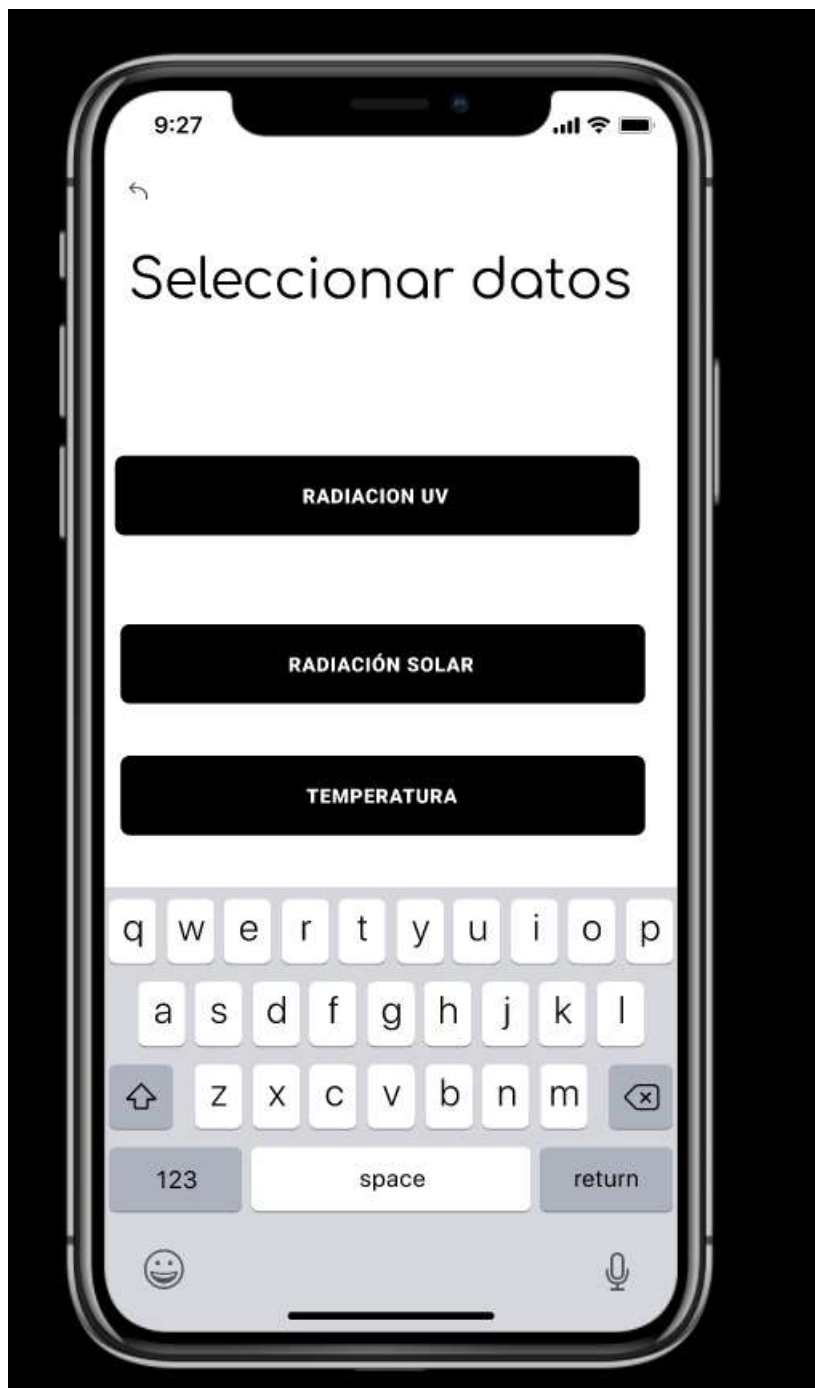 9:27
Seleccionar datos
RADIACION UV
RADIACIÓN SOLAR
TEMPERATURA
q w e r t y u i o p
a s d f g h j k l
z x c v b n m
123 space return